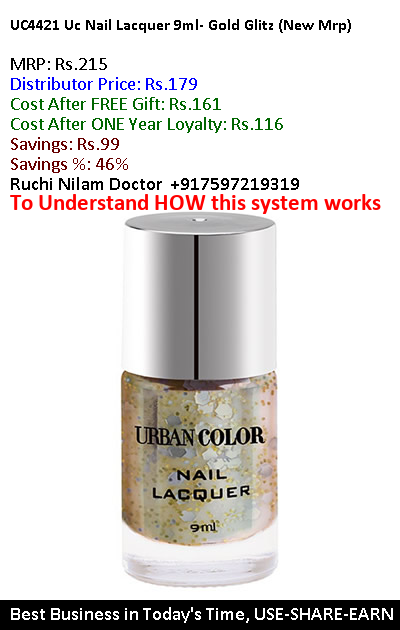 UC4421 Uc Nail Lacquer 9ml- Gold Glitz (New Mrp)
MRP: Rs.215
Distributor Price: Rs.179
Cost After FREE Gift: Rs.161
Cost After ONE Year Loyalty: Rs.116
Savings: Rs.99
Savings %: 46%
Ruchi Nilam Doctor +917597219319
To Understand HOW this system works
URBAN COLOR
NAIL
LACQUER
9ml
Best Business in Today's Time, USE-SHARE-EARN